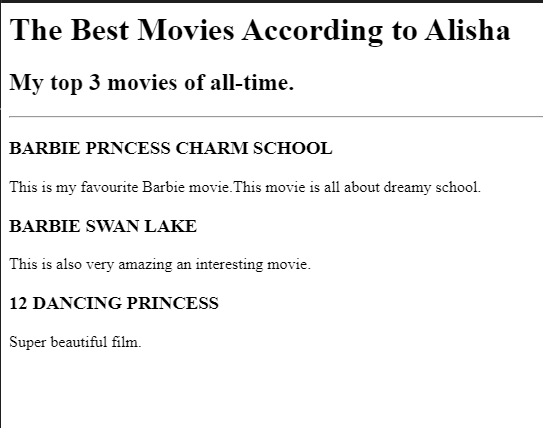 The Best Movies According to Alisha
My top 3 movies of all-time.
BARBIE PRNCESS CHARM SCHOOL
This is my favourite Barbie movie.This movie is all about dreamy school.
BARBIE SWAN LAKE
This is also very amazing an interesting movie.
12 DANCING PRINCESS
Super beautiful film.